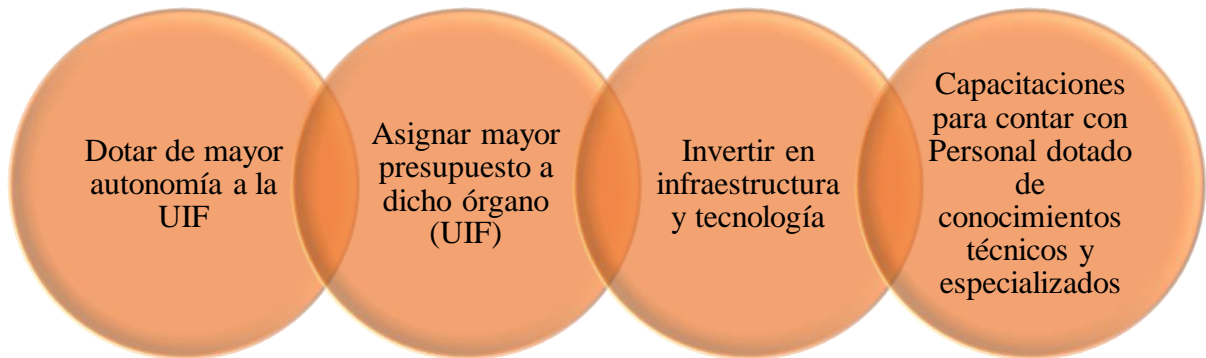 Dotar de mayor
autonomía a la
UIF
Asignar mayor
presupuesto a
dicho órgano
(UIF)
Invertir en
infraestructura
y tecnología
Capacitaciones
para contar con
Personal dotado
de
conocimientos
técnicos y
especializados